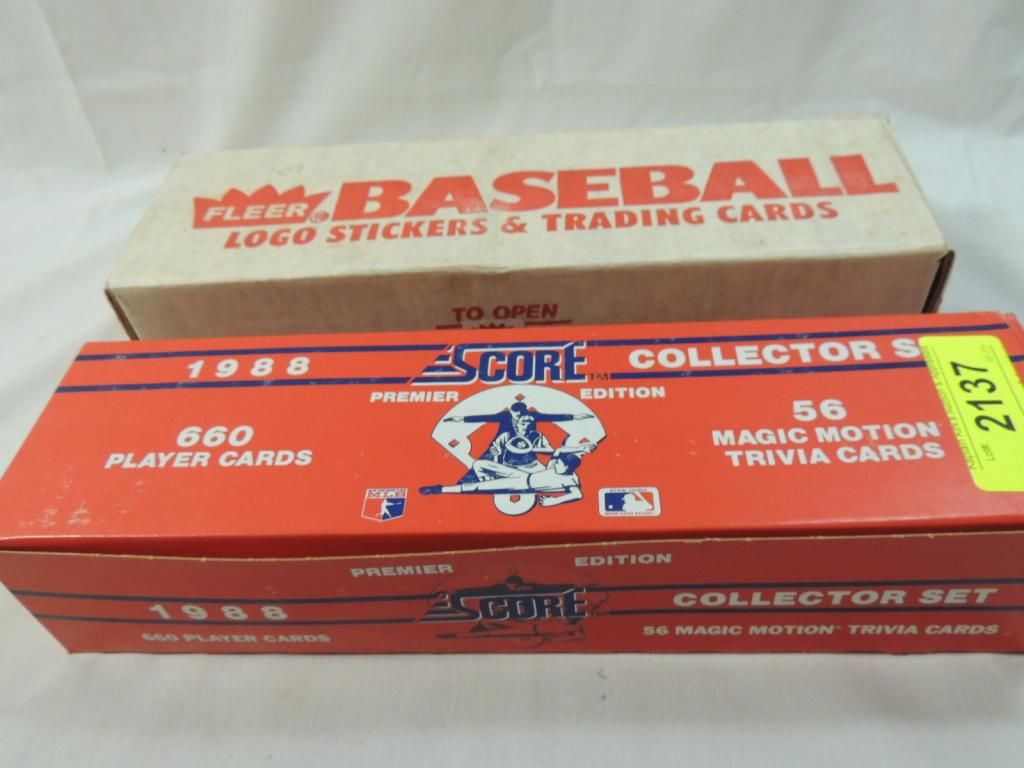 FLEER® BASEBALL
LOGO STICKERS & TRADING CARDS
TO OPEN
1988 SCORE™ COLLECTOR S
PREMIER EDITION
660
PLAYER CARDS
56
MAGIC MOTION
TRIVIA CARDS
2137
PREMIER EDITION
1988 SCORE COLLECTOR SET
660 PLAYER CARDS
56 MAGIC MOTION TRIVIA CARDS